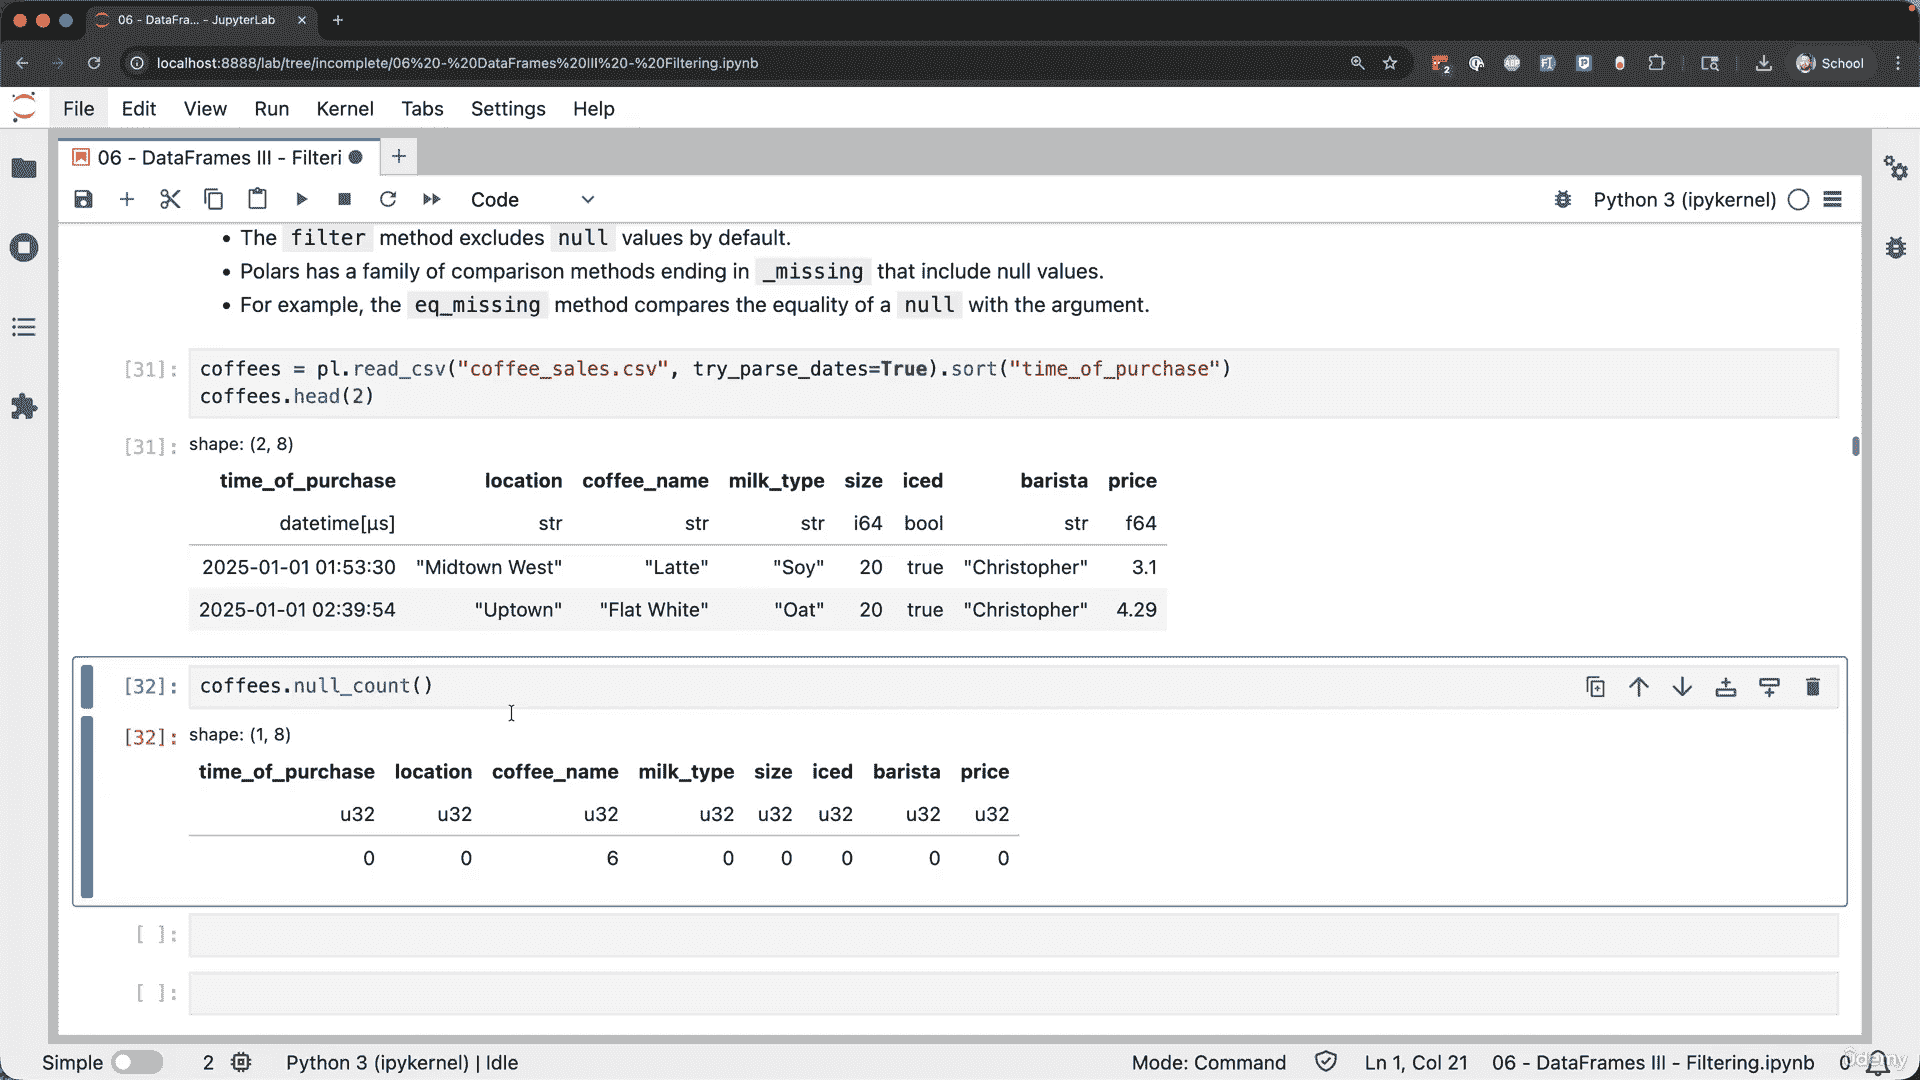 06 - DataFra... - JupyterLab
localhost:8888/lab/tree/incomplete/06%20-%20DataFrames%20III%20-%20Filtering.ipynb
2
School
File Edit View Run Kernel Tabs Settings Help
06 - DataFrames III - Filteri
Code
Python 3 (ipykernel)
• The filter method excludes null values by default.
• Polars has a family of comparison methods ending in _missing that include null values.
• For example, the eq_missing method compares the equality of a null with the argument.
[31]: coffees = pl.read_csv("coffee_sales.csv", try_parse_dates=True).sort("time_of_purchase")
coffees.head(2)
[31]: shape: (2, 8)
time_of_purchase location coffee_name milk_type size iced barista price
datetime[μs] str str str i64 bool str f64
2025-01-01 01:53:30 "Midtown West" "Latte" "Soy" 20 true "Christopher" 3.1
2025-01-01 02:39:54 "Uptown" "Flat White" "Oat" 20 true "Christopher" 4.29
[32]: coffees.null_count()
[32]: shape: (1, 8)
time_of_purchase location coffee_name milk_type size iced barista price
u32 u32 u32 u32 u32 u32 u32 u32
0 0 6 0 0 0 0 0
[ ]:
[ ]:
Simple 2 Python 3 (ipykernel) | Idle Mode: Command Ln 1, Col 21 06 - DataFrames III - Filtering.ipynb 0
ûdemy